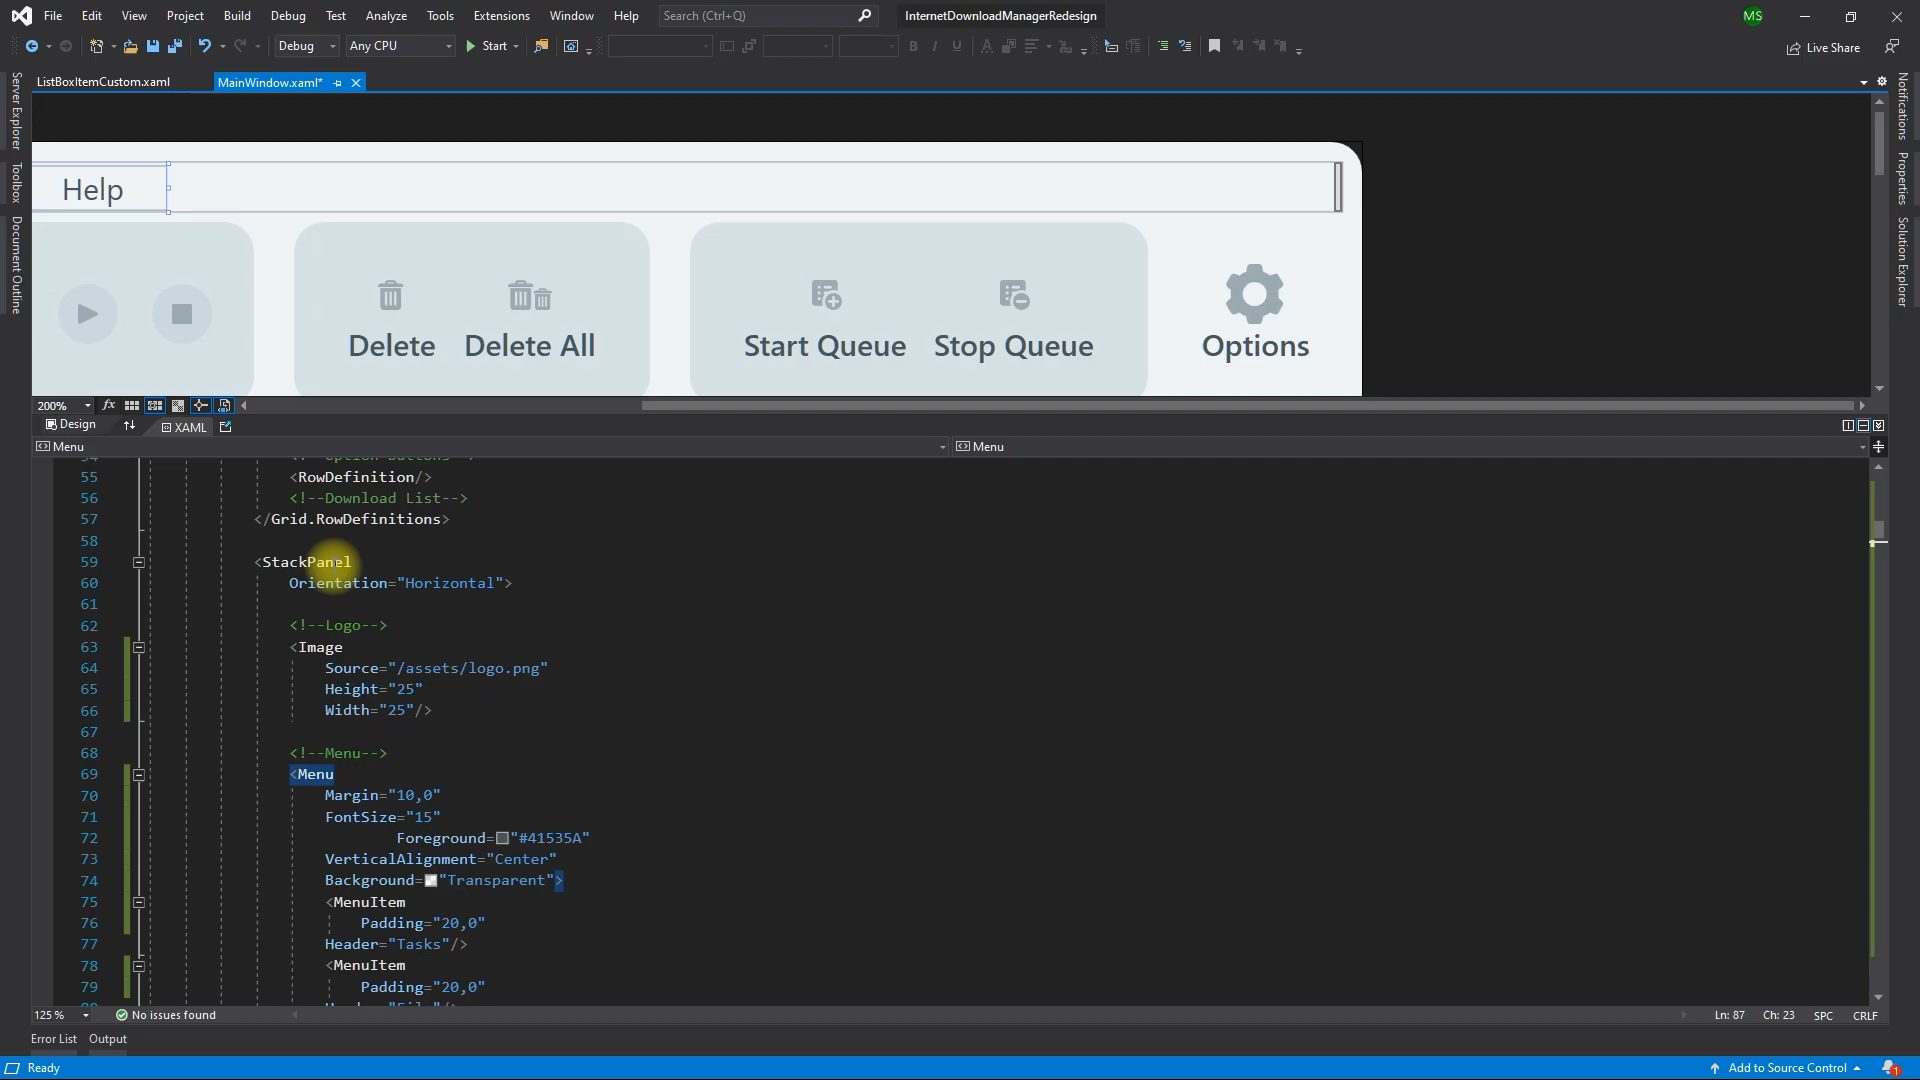 File Edit View Project Build Debug Test Analyze Tools Extensions Window Help Search (Ctrl+Q) InternetDownloadManagerRedesign MS
Debug Any CPU Start Live Share
ListBoxItemCustom.xaml MainWindow.xaml*
Server Explorer
Toolbox
Document Outline
Notifications
Properties
Solution Explorer
Help
Delete Delete All Start Queue Stop Queue Options
200%
Design XAML
Menu Menu
55 <RowDefinition/>
56 <!--Download List-->
57 </Grid.RowDefinitions>
58
59 <StackPanel
60 Orientation="Horizontal">
61
62 <!--Logo-->
63 <Image
64 Source="/assets/logo.png"
65 Height="25"
66 Width="25"/>
67
68 <!--Menu-->
69 <Menu
70 Margin="10,0"
71 FontSize="15"
72 Foreground="#41535A"
73 VerticalAlignment="Center"
74 Background="Transparent">
75 <MenuItem
76 Padding="20,0"
77 Header="Tasks"/>
78 <MenuItem
79 Padding="20,0"
125 % No issues found Ln: 87 Ch: 23 SPC CRLF
Error List Output
Ready Add to Source Control 1